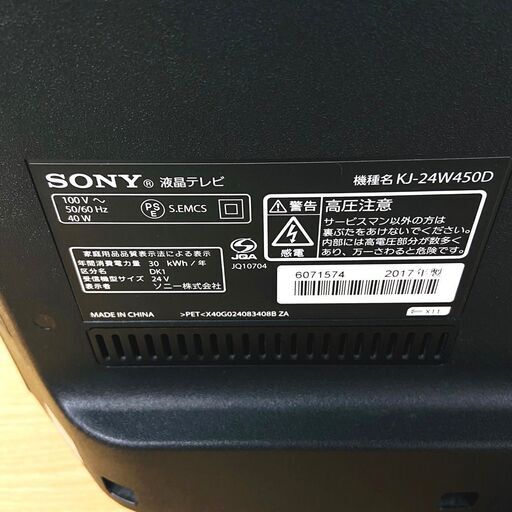 SONY® 液晶テレビ
機種名 KJ-24W450D
100 V ～
50/60 Hz
40 W
PS E
S.EMCS
警告
高圧注意
サービスマン以外の方は
裏ぶたをあけないでください。
内部には高電圧部分が数多く
あり、万一さわると危険です。
感電
家庭用品品質表示法による表示
年間消費電力量 30 kWh／年
区分名 DK1
受信機型サイズ 24 V
ソニー株式会社
JQA
JQ10704
6071574
2017年製
MADE IN CHINA
>PET<X40G024083408B ZA
X11